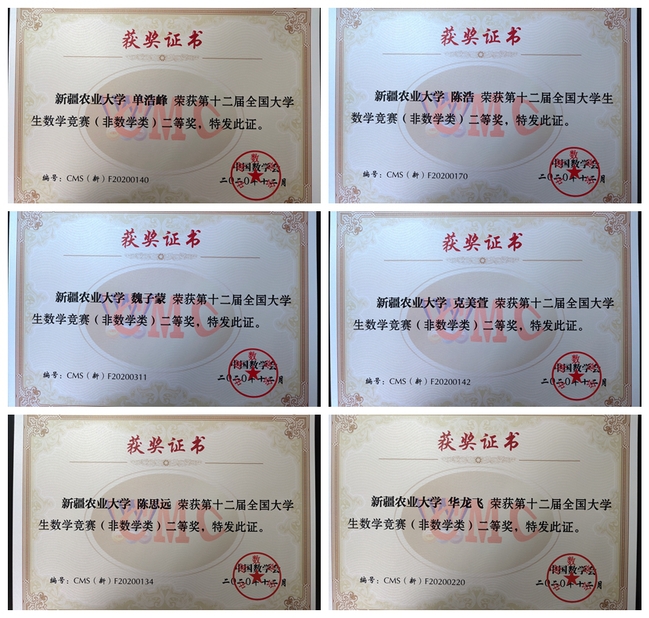 获奖证书
新疆农业大学 单浩峰 荣获第十二届全国大学
生数学竞赛（非数学类）二等奖，特发此证。
中国数学会
编号：CMS（新）F20200140
二〇二〇年十二月
获奖证书
新疆农业大学 陈浩 荣获第十二届全国大学生
数学竞赛（非数学类）二等奖，特发此证。
中国数学会
编号：CMS（新）F20200170
二〇二〇年十二月
获奖证书
新疆农业大学 魏子蒙 荣获第十二届全国大学
生数学竞赛（非数学类）二等奖，特发此证。
中国数学会
编号：CMS（新）F20200311
二〇二〇年十二月
获奖证书
新疆农业大学 克美萱 荣获第十二届全国大学
生数学竞赛（非数学类）二等奖，特发此证。
中国数学会
编号：CMS（新）F20200142
二〇二〇年十二月
获奖证书
新疆农业大学 陈思远 荣获第十二届全国大学
生数学竞赛（非数学类）二等奖，特发此证。
中国数学会
编号：CMS（新）F20200134
二〇二〇年十二月
获奖证书
新疆农业大学 华龙飞 荣获第十二届全国大学
生数学竞赛（非数学类）二等奖，特发此证。
中国数学会
编号：CMS（新）F20200220
二〇二〇年十二月